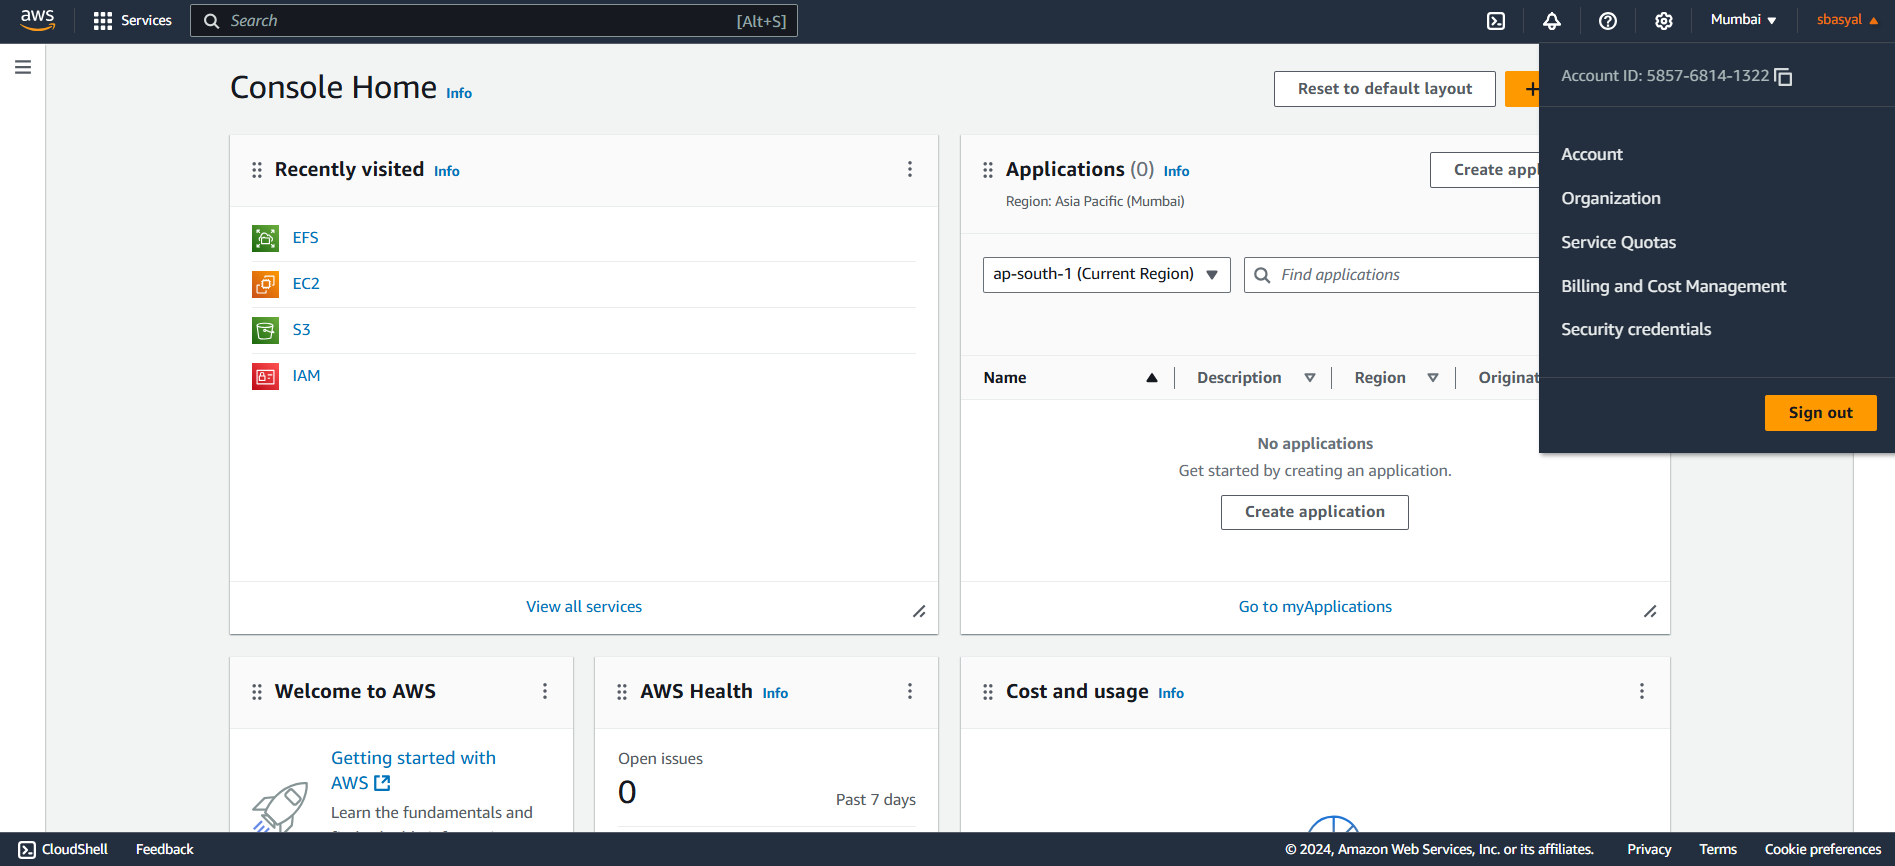 aws
Services
Search
[Alt+S]
Mumbai
sbasyal
Account ID: 5857-6814-1322
Account
Organization
Service Quotas
Billing and Cost Management
Security credentials
Sign out
Console Home Info
Reset to default layout
+
Recently visited Info
EFS
EC2
S3
IAM
View all services
Applications (0) Info
Region: Asia Pacific (Mumbai)
Create appl
ap-south-1 (Current Region)
Find applications
Name
Description
Region
Originat
No applications
Get started by creating an application.
Create application
Go to myApplications
Welcome to AWS
Getting started with
AWS
Learn the fundamentals and
AWS Health Info
Open issues
0
Past 7 days
Cost and usage Info
CloudShell
Feedback
© 2024, Amazon Web Services, Inc. or its affiliates.
Privacy
Terms
Cookie preferences